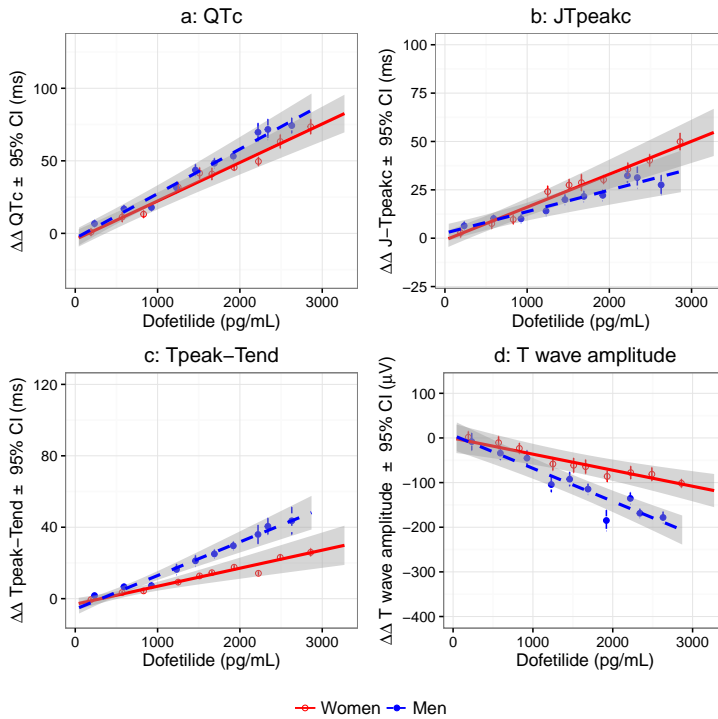 a: QTc
b: JTpeakc
ΔΔ QTc ± 95% CI (ms)
100
50
0
0
1000
2000
3000
Dofetilide (pg/mL)
ΔΔ J−Tpeakc ± 95% CI (ms)
100
75
50
25
0
−25
0
1000
2000
3000
Dofetilide (pg/mL)
c: Tpeak−Tend
d: T wave amplitude
ΔΔ Tpeak−Tend ± 95% CI (ms)
120
80
40
0
0
1000
2000
3000
Dofetilide (pg/mL)
ΔΔ T wave amplitude ± 95% CI (μV)
100
0
−100
−200
−300
−400
0
1000
2000
3000
Dofetilide (pg/mL)
Women Men